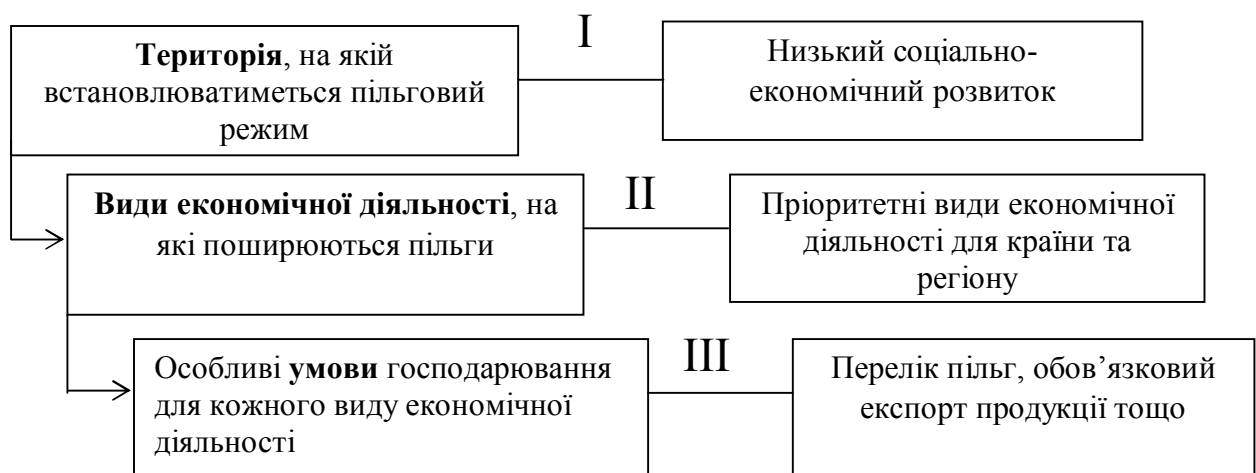 Територія, на якій
встановлюватиметься пільговий
режим
I
Низький соціально-
економічний розвиток
Види економічної діяльності, на
які поширюються пільги
II
Пріоритетні види економічної
діяльності для країни та
регіону
Особливі умови господарювання
для кожного виду економічної
діяльності
III
Перелік пільг, обов’язковий
експорт продукції тощо